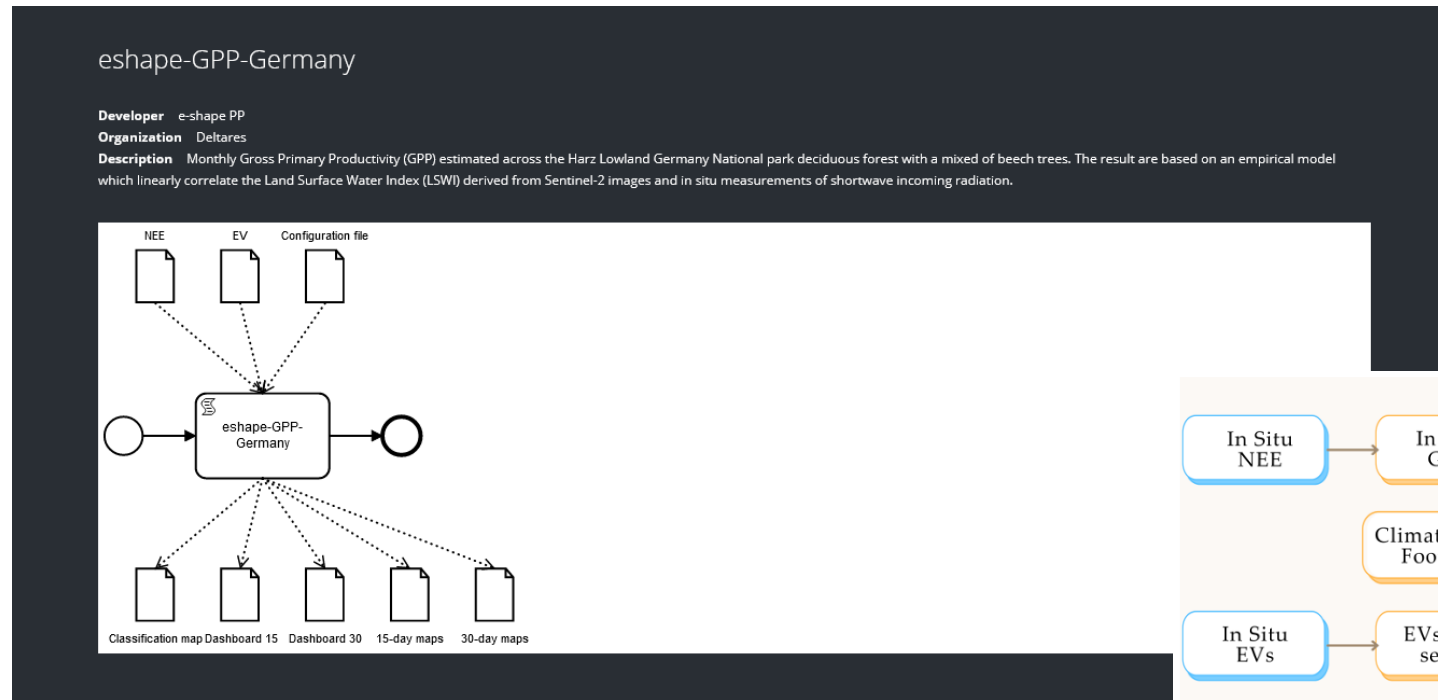 eshape-GPP-Germany
Developer e-shape PP
Organization Deltares
Description Monthly Gross Primary Productivity (GPP) estimated across the Harz Lowland Germany National park deciduous forest with a mixed of beech trees. The result are based on an empirical model
which linearly correlate the Land Surface Water Index (LSWI) derived from Sentinel-2 images and in situ measurements of shortwave incoming radiation.
NEE EV Configuration file
eshape-GPP-
Germany
Classification map Dashboard 15 Dashboard 30 15-day maps 30-day maps
In Situ
NEE
In
In Situ
EVs
EVs